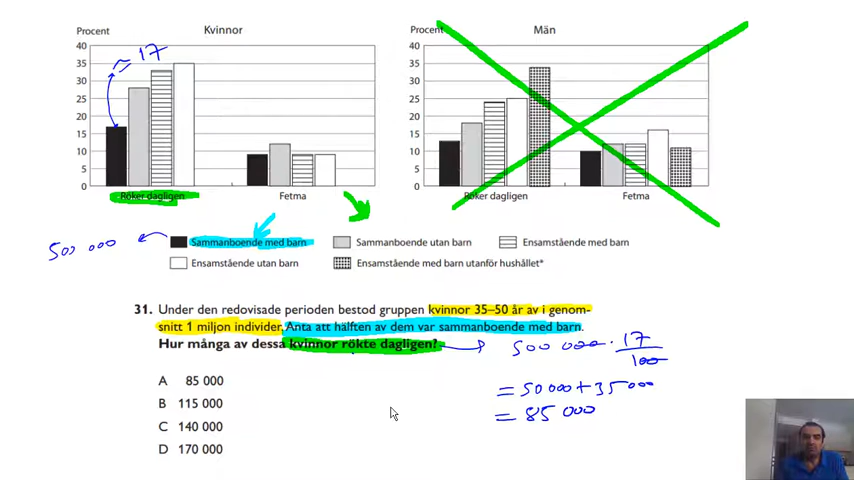 Procent
Kvinnor
40
35
30
25
20
15
10
5
0
17
Röker dagligen
Fetma
Procent
Män
40
35
30
25
20
15
10
5
0
Röker dagligen
Fetma
500 000
Sammanboende med barn
Sammanboende utan barn
Ensamstående med barn
Ensamstående utan barn
Ensamstående med barn utanför hushållet*
31. Under den redovisade perioden bestod gruppen kvinnor 35–50 år av i genom-
snitt 1 miljon individer. Anta att hälften av dem var sammanboende med barn.
Hur många av dessa kvinnor rökte dagligen?
500 000 · 17/100
= 50 000 + 35 000
= 85 000
A 85 000
B 115 000
C 140 000
D 170 000